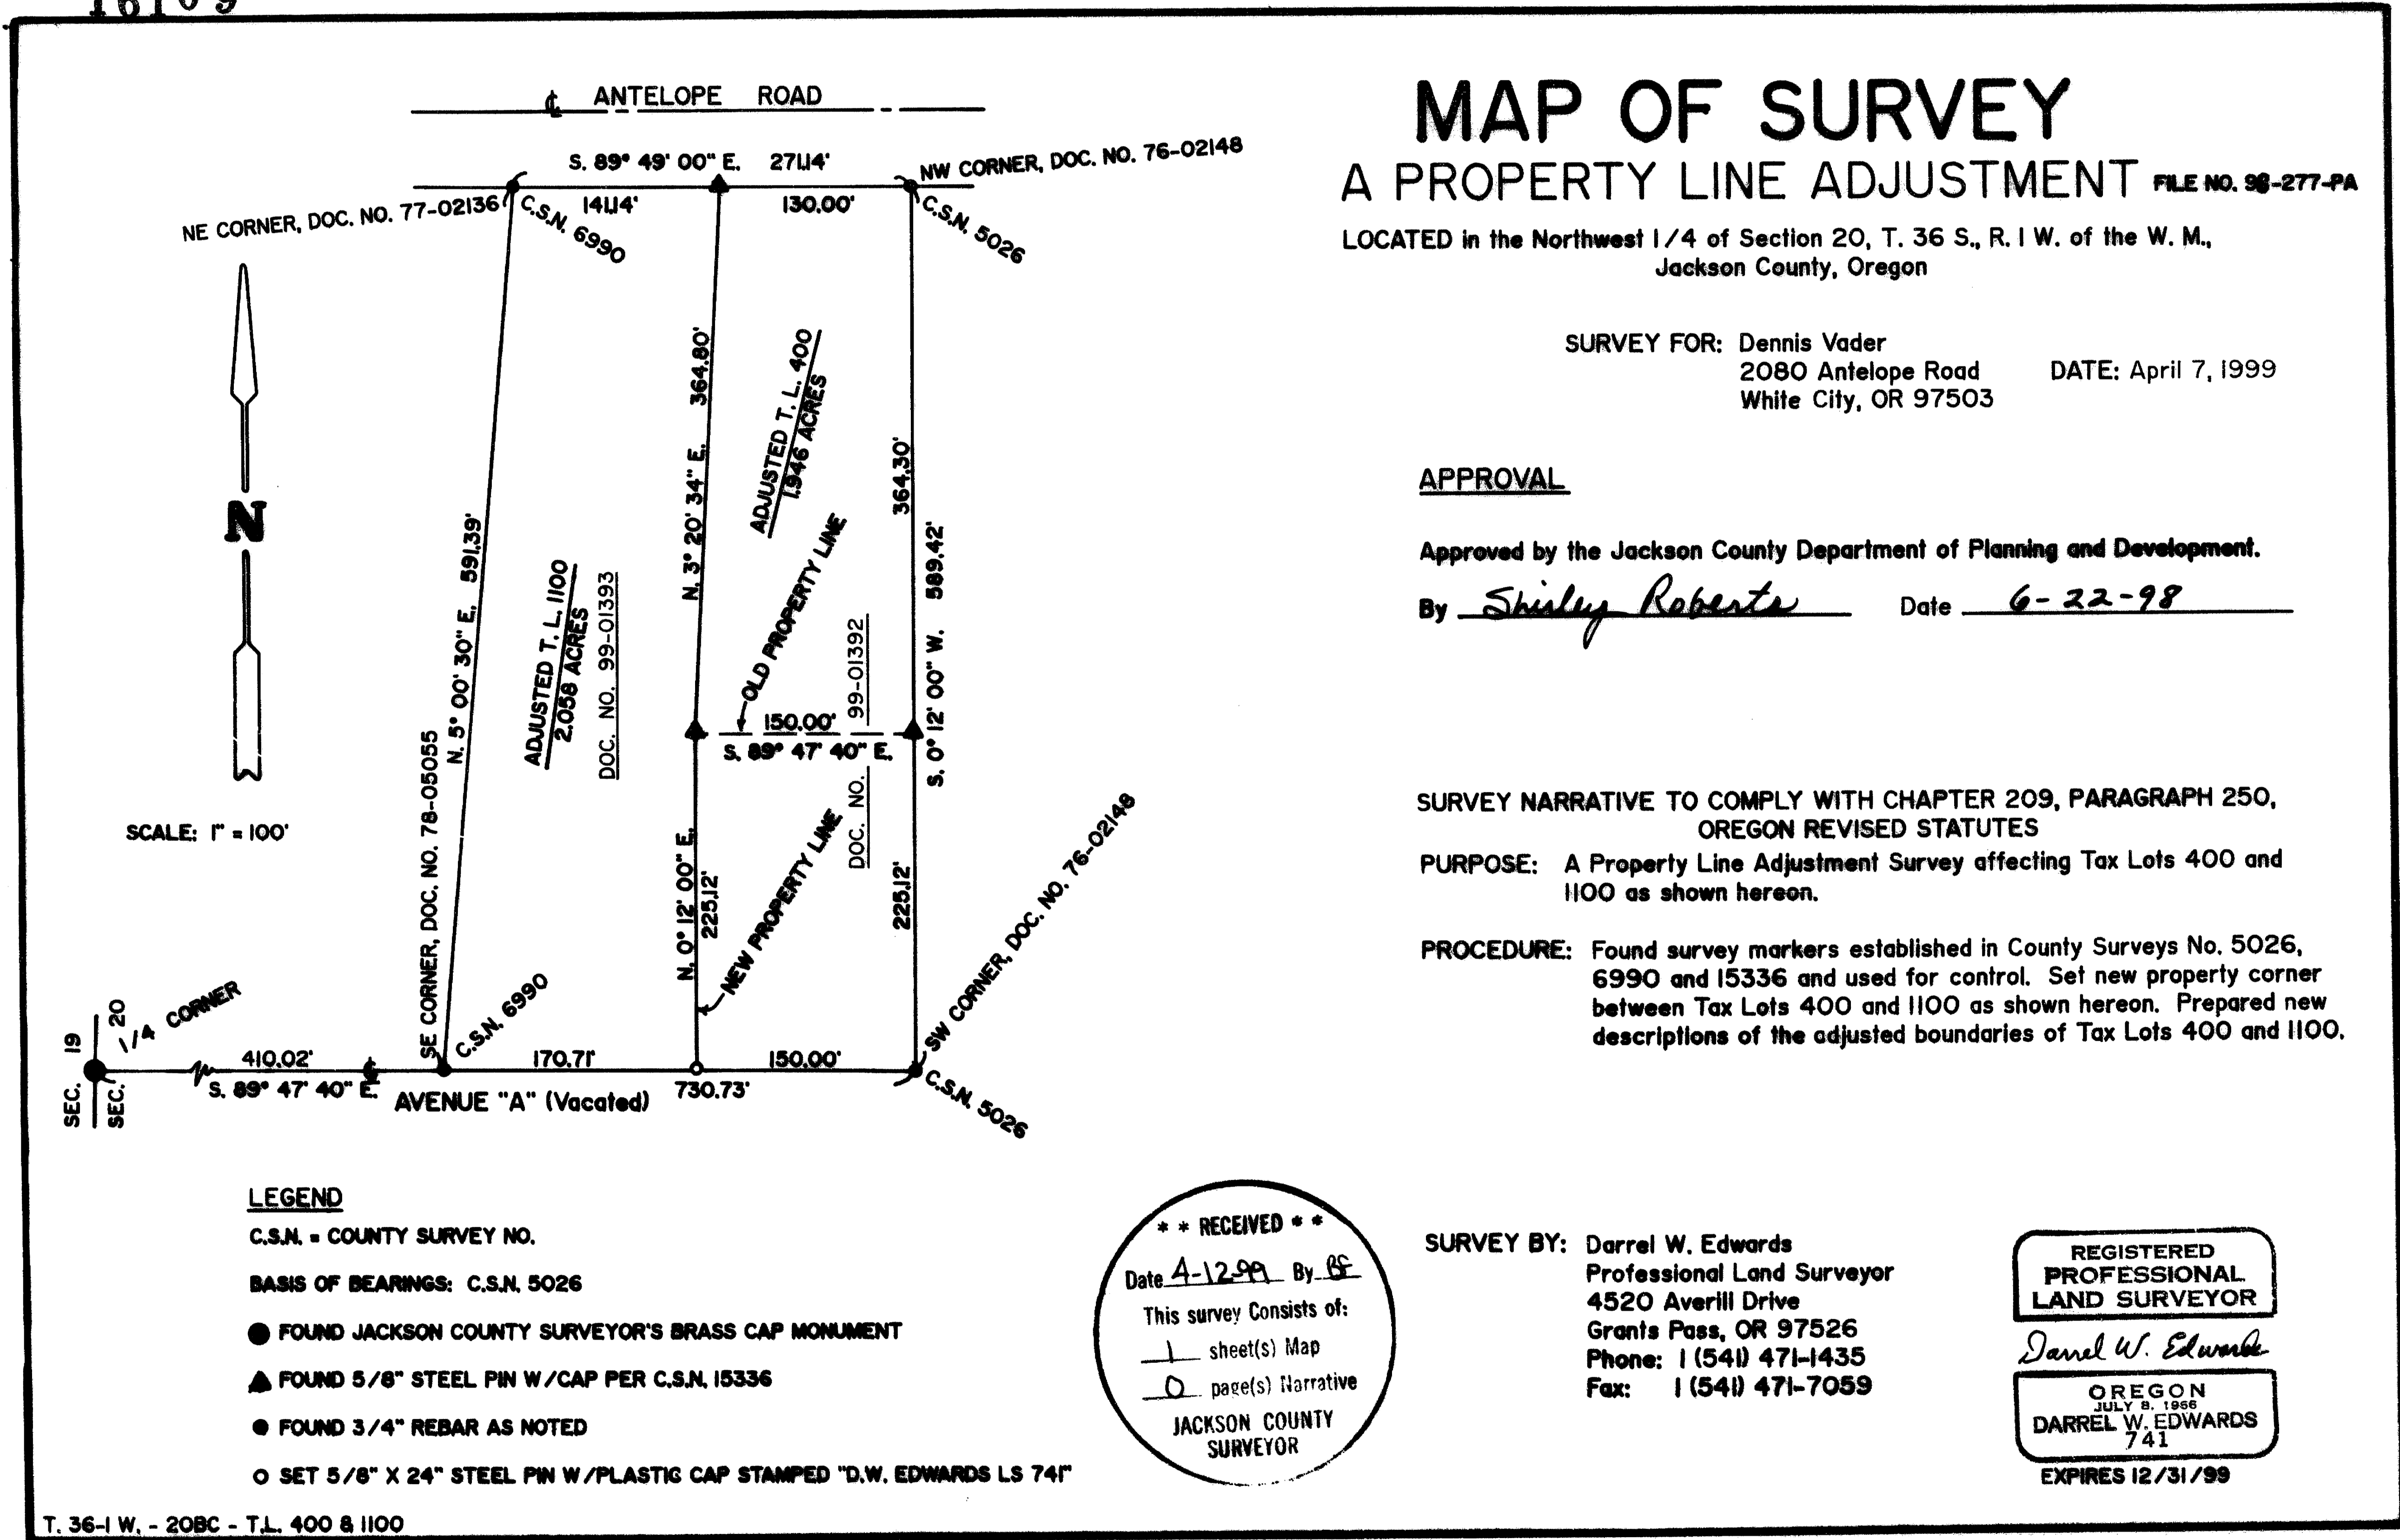 16109
℄ ANTELOPE ROAD
S. 89° 49' 00" E. 271.14'
NW CORNER, DOC. NO. 76-02148
NE CORNER, DOC. NO. 77-02136
C.S.N. 6990
141.14'
130.00'
C.S.N. 5026
N
SCALE: 1" = 100'
N. 5° 00' 30" E. 591.39'
SE CORNER, DOC. NO. 78-05055
ADJUSTED T. L. 1100
2.058 ACRES
DOC. NO. 99-01393
N. 3° 20' 34" E. 364.80'
ADJUSTED T. L. 400
1.946 ACRES
OLD PROPERTY LINE
364.30'
S. 0° 12' 00" W. 589.42'
150.00'
S. 89° 47' 40" E.
DOC. NO. 99-01392
N. 0° 12' 00" E.
225.12'
NEW PROPERTY LINE
225.12'
SW CORNER, DOC. NO. 76-02148
SEC. 19
SEC. 20
1/4 CORNER
410.02'
S. 89° 47' 40" E.
℄
C.S.N. 6990
170.71'
150.00'
AVENUE "A" (Vacated)
730.73'
C.S.N. 5026
LEGEND
C.S.N. = COUNTY SURVEY NO.
BASIS OF BEARINGS: C.S.N. 5026
FOUND JACKSON COUNTY SURVEYOR'S BRASS CAP MONUMENT
FOUND 5/8" STEEL PIN W/CAP PER C.S.N. 15336
FOUND 3/4" REBAR AS NOTED
SET 5/8" X 24" STEEL PIN W/PLASTIC CAP STAMPED "D.W. EDWARDS LS 741"
T. 36-1 W. - 20BC - T.L. 400 & 1100
* * RECEIVED * *
Date 4-12-99 By BF
This survey Consists of:
1 sheet(s) Map
0 page(s) Narrative
JACKSON COUNTY
SURVEYOR
MAP OF SURVEY
A PROPERTY LINE ADJUSTMENT FILE NO. 98-277-PA
LOCATED in the Northwest 1/4 of Section 20, T. 36 S., R. 1 W. of the W. M.,
Jackson County, Oregon
SURVEY FOR: Dennis Vader
2080 Antelope Road DATE: April 7, 1999
White City, OR 97503
APPROVAL
Approved by the Jackson County Department of Planning and Development.
By Shirley Roberts Date 6-22-98
SURVEY NARRATIVE TO COMPLY WITH CHAPTER 209, PARAGRAPH 250,
OREGON REVISED STATUTES
PURPOSE: A Property Line Adjustment Survey affecting Tax Lots 400 and
1100 as shown hereon.
PROCEDURE: Found survey markers established in County Surveys No. 5026,
6990 and 15336 and used for control. Set new property corner
between Tax Lots 400 and 1100 as shown hereon. Prepared new
descriptions of the adjusted boundaries of Tax Lots 400 and 1100.
SURVEY BY: Darrel W. Edwards
Professional Land Surveyor
4520 Averill Drive
Grants Pass, OR 97526
Phone: 1 (541) 471-1435
Fax: 1 (541) 471-7059
REGISTERED
PROFESSIONAL
LAND SURVEYOR
Darrel W. Edwards
OREGON
JULY 8, 1966
DARREL W. EDWARDS
741
EXPIRES 12/31/99